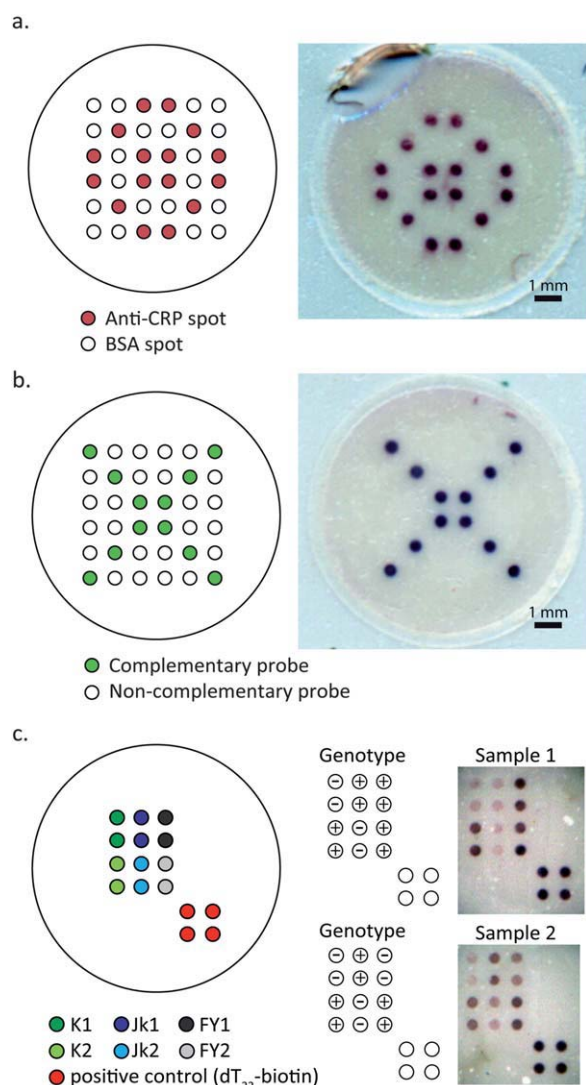 a.
Anti-CRP spot
BSA spot
1 mm
b.
Complementary probe
Non-complementary probe
1 mm
c.
K1 Jk1 FY1
K2 Jk2 FY2
positive control (dT₂₃-biotin)
Genotype Sample 1
- + +
- + +
+ - +
+ - +
Genotype Sample 2
- + -
- + -
+ - +
+ - +